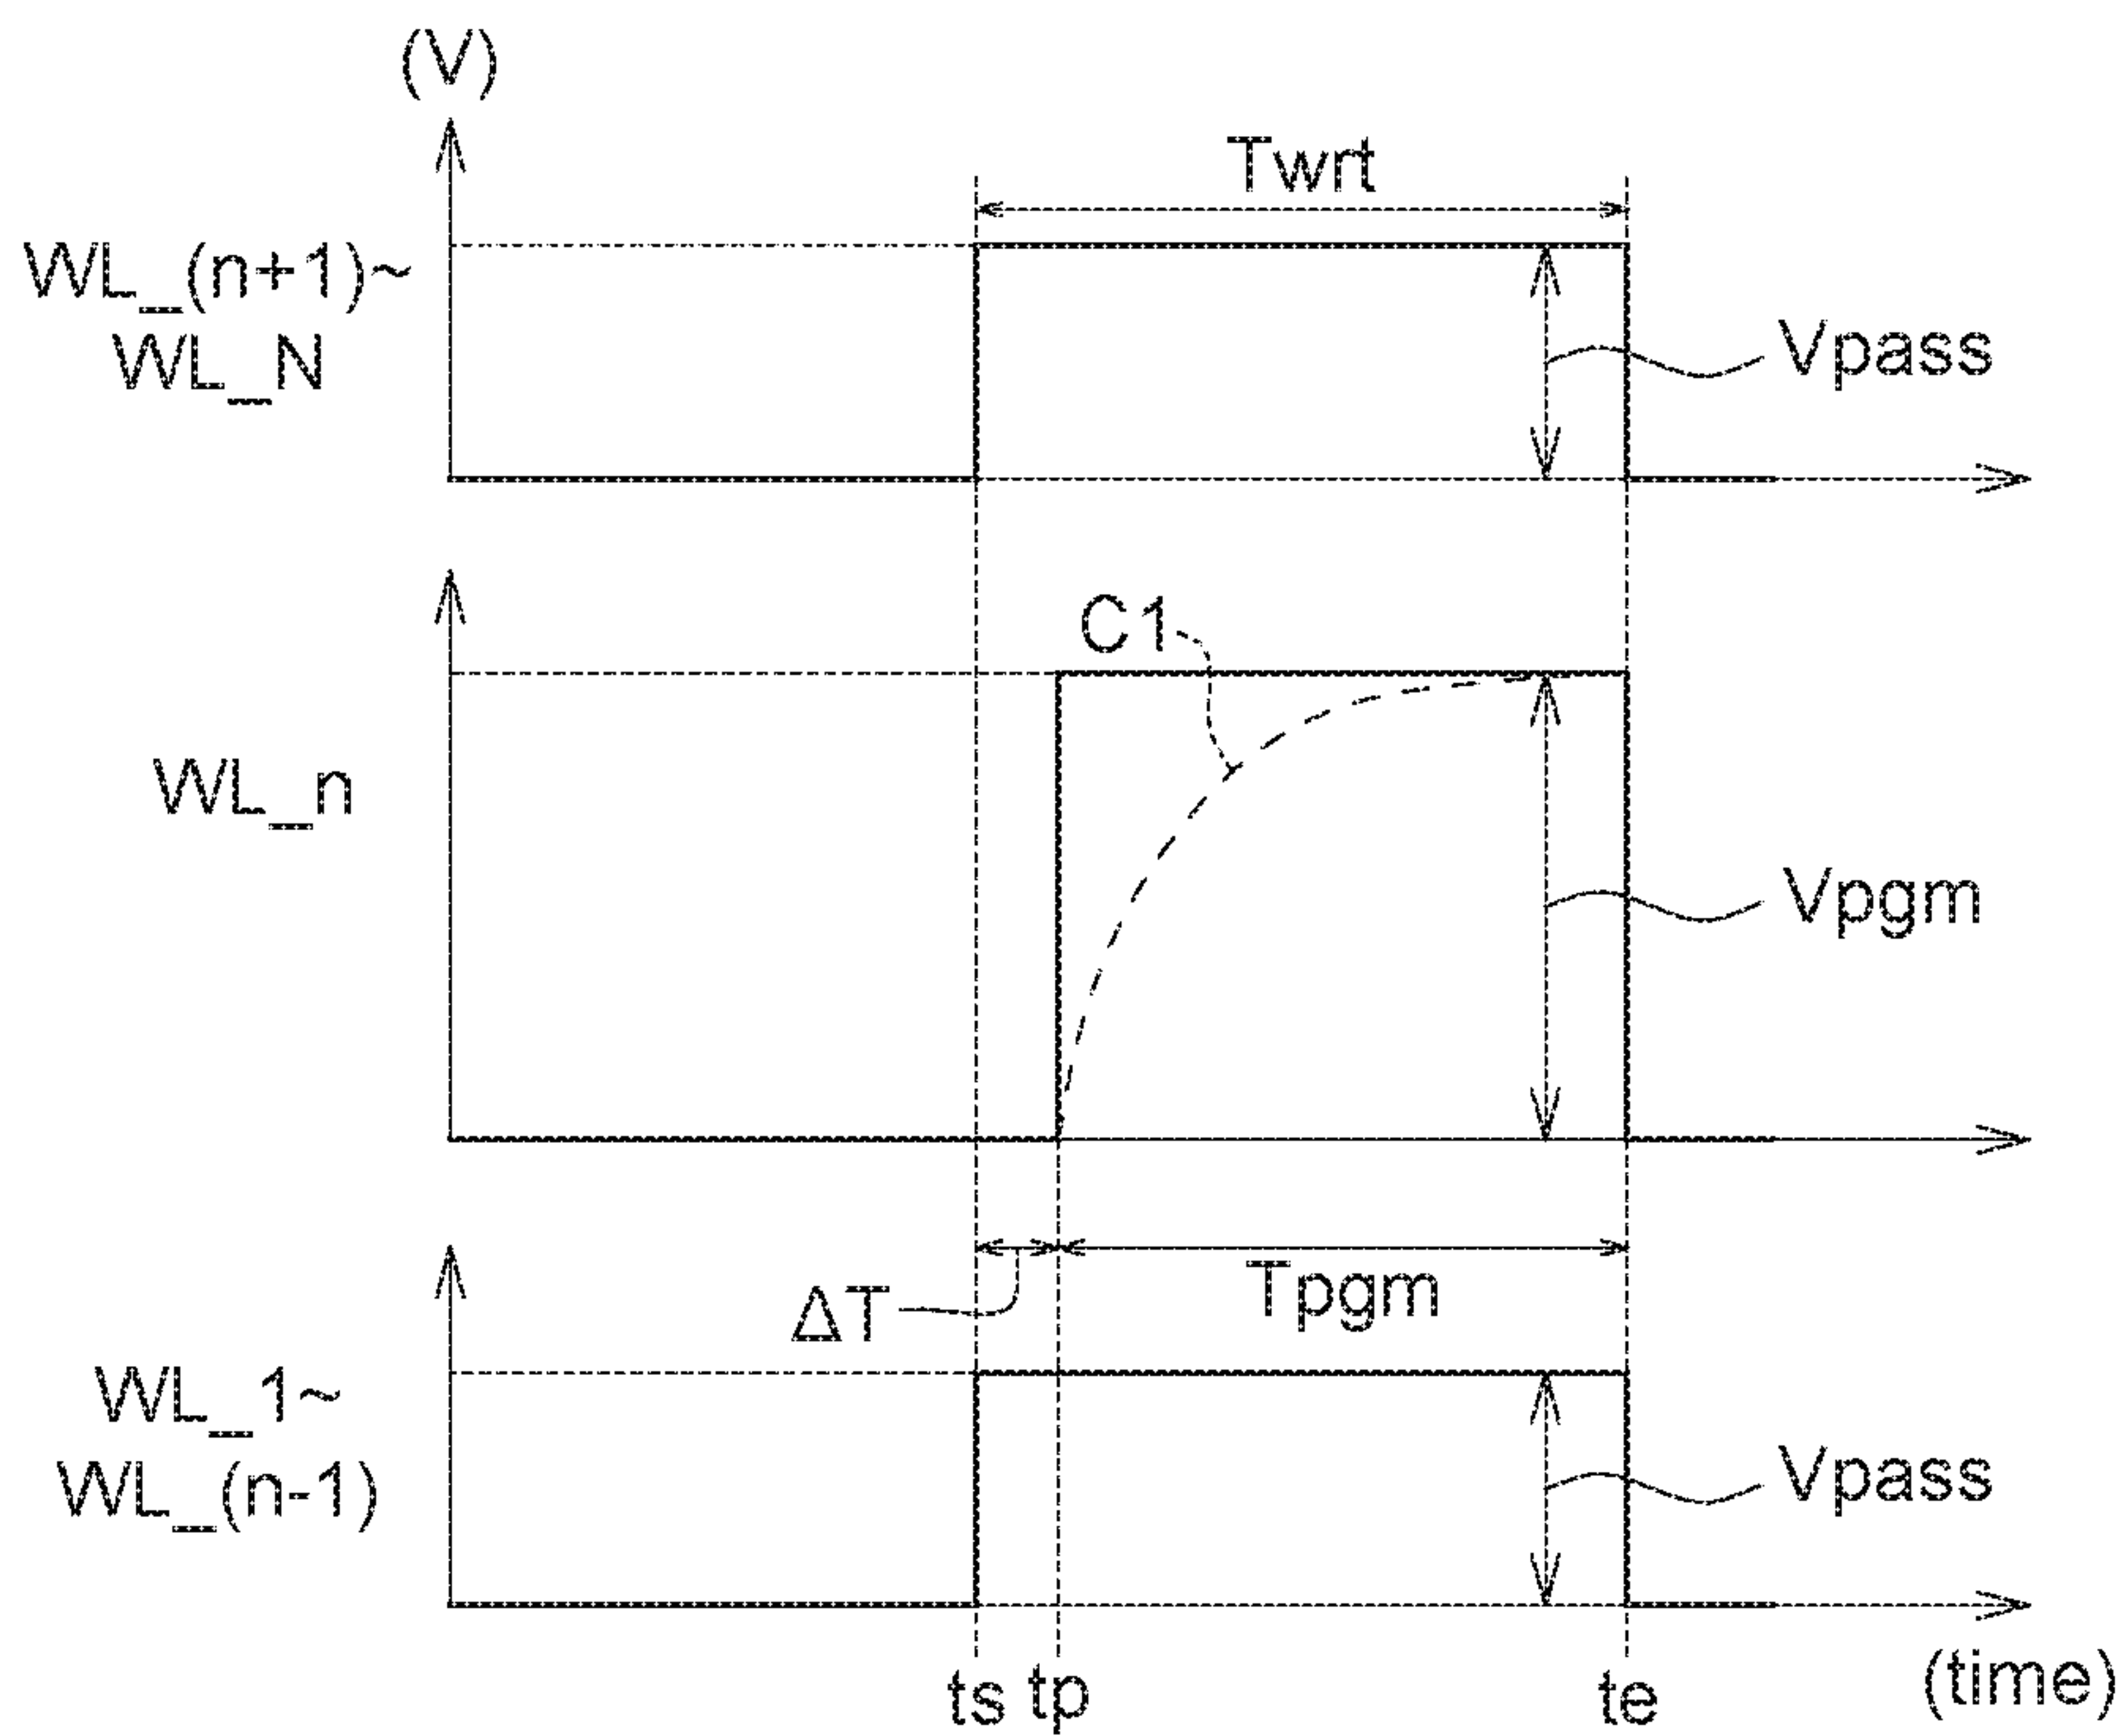 (V)
Twrt
WL_(n+1)~
WL_N
Vpass
C1
WL_n
Vpgm
ΔT
Tpgm
WL_1~
WL_(n-1)
Vpass
ts tp te
(time)